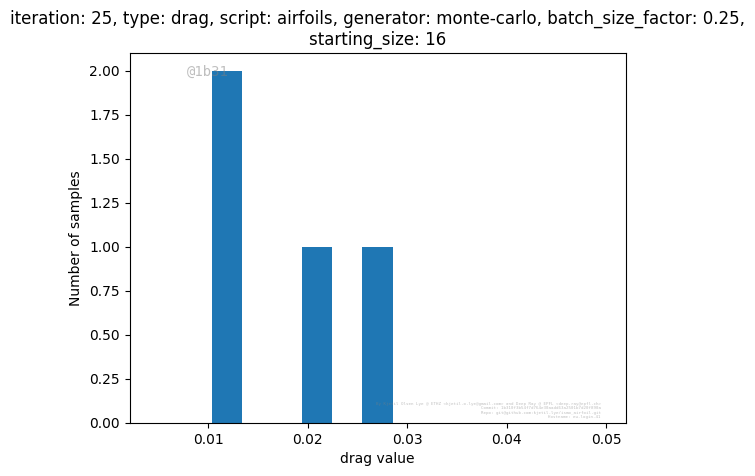 iteration: 25, type: drag, script: airfoils, generator: monte-carlo, batch_size_factor: 0.25,
starting_size: 16
@1b31
2.00
1.75
1.50
1.25
1.00
0.75
0.50
0.25
0.00
Number of samples
0.01 0.02 0.03 0.04 0.05
drag value